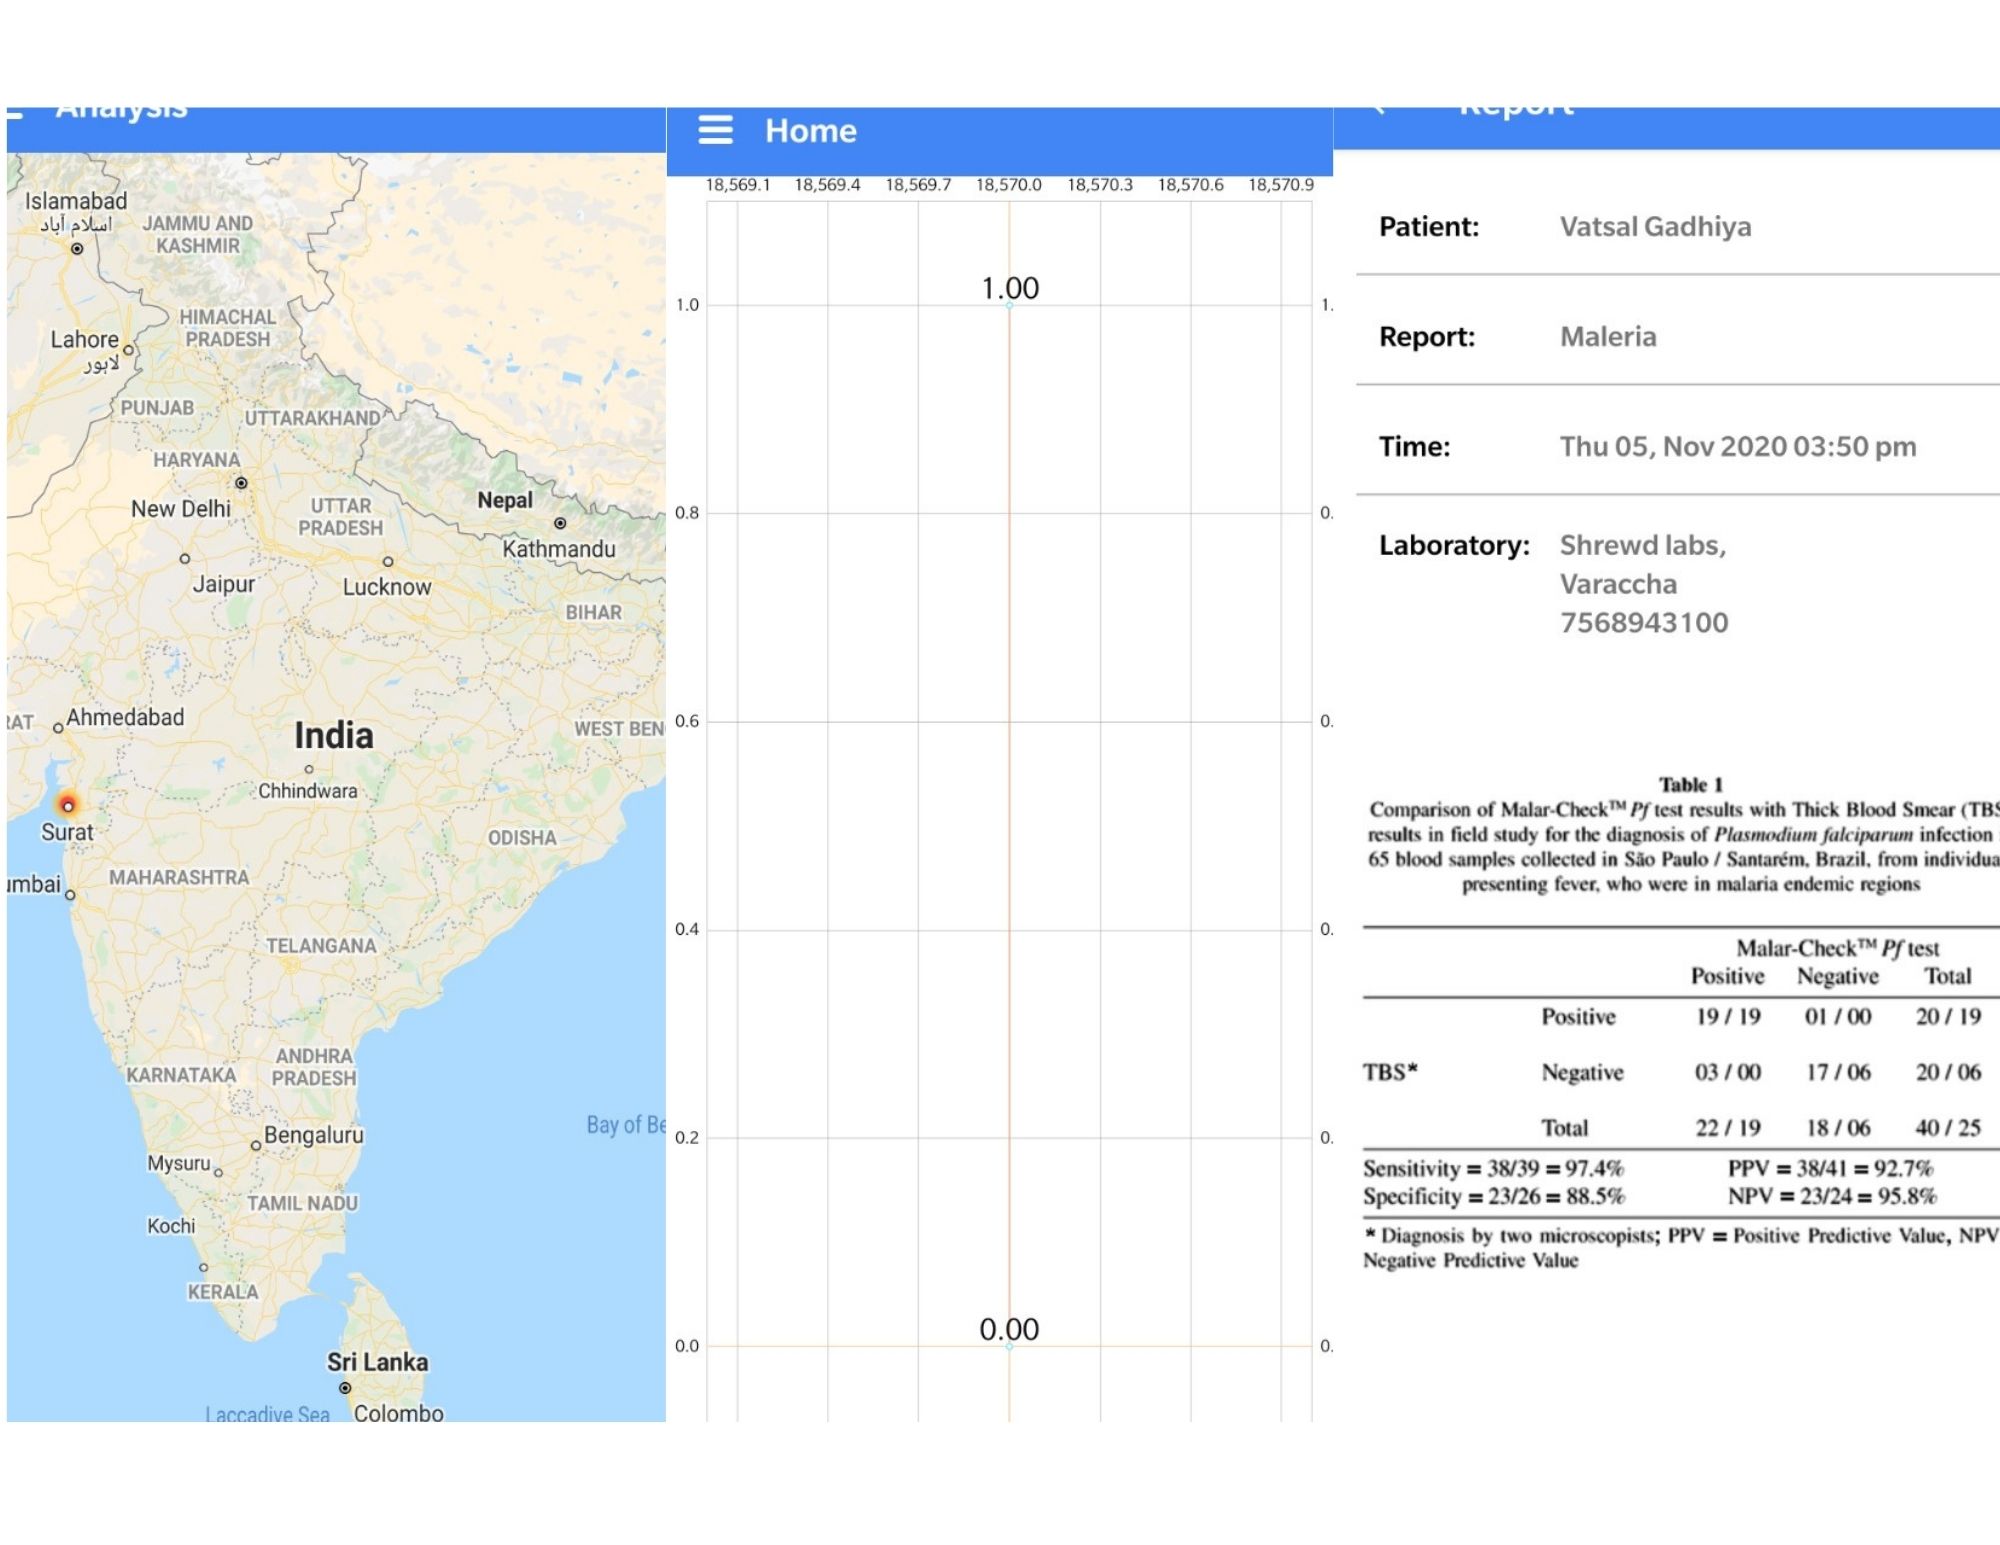 Analysis
Islamabad
اسلام آباد
JAMMU AND
KASHMIR
HIMACHAL
PRADESH
Lahore
لاہور
PUNJAB
UTTARAKHAND
HARYANA
New Delhi
UTTAR
PRADESH
Nepal
Kathmandu
Jaipur
Lucknow
BIHAR
RAT
Ahmedabad
India
WEST BEN
Chhindwara
Surat
ODISHA
umbai
MAHARASHTRA
TELANGANA
ANDHRA
PRADESH
KARNATAKA
Bay of Be
Bengaluru
Mysuru
TAMIL NADU
Kochi
KERALA
Sri Lanka
Laccadive Sea
Colombo
Home
18,569.1 18,569.4 18,569.7 18,570.0 18,570.3 18,570.6 18,570.9
1.00
1.0 1.
0.8 0.
0.6 0.
0.4 0.
0.2 0.
0.00
0.0 0.
Report
Patient: Vatsal Gadhiya
Report: Maleria
Time: Thu 05, Nov 2020 03:50 pm
Laboratory: Shrewd labs,
Varaccha
7568943100
Table 1
Comparison of Malar-Check™ Pf test results with Thick Blood Smear (TBS
results in field study for the diagnosis of Plasmodium falciparum infection
65 blood samples collected in São Paulo / Santarém, Brazil, from individua
presenting fever, who were in malaria endemic regions
Malar-Check™ Pf test
Positive Negative Total
Positive 19 / 19 01 / 00 20 / 19
TBS* Negative 03 / 00 17 / 06 20 / 06
Total 22 / 19 18 / 06 40 / 25
Sensitivity = 38/39 = 97.4% PPV = 38/41 = 92.7%
Specificity = 23/26 = 88.5% NPV = 23/24 = 95.8%
* Diagnosis by two microscopists; PPV = Positive Predictive Value, NPV
Negative Predictive Value